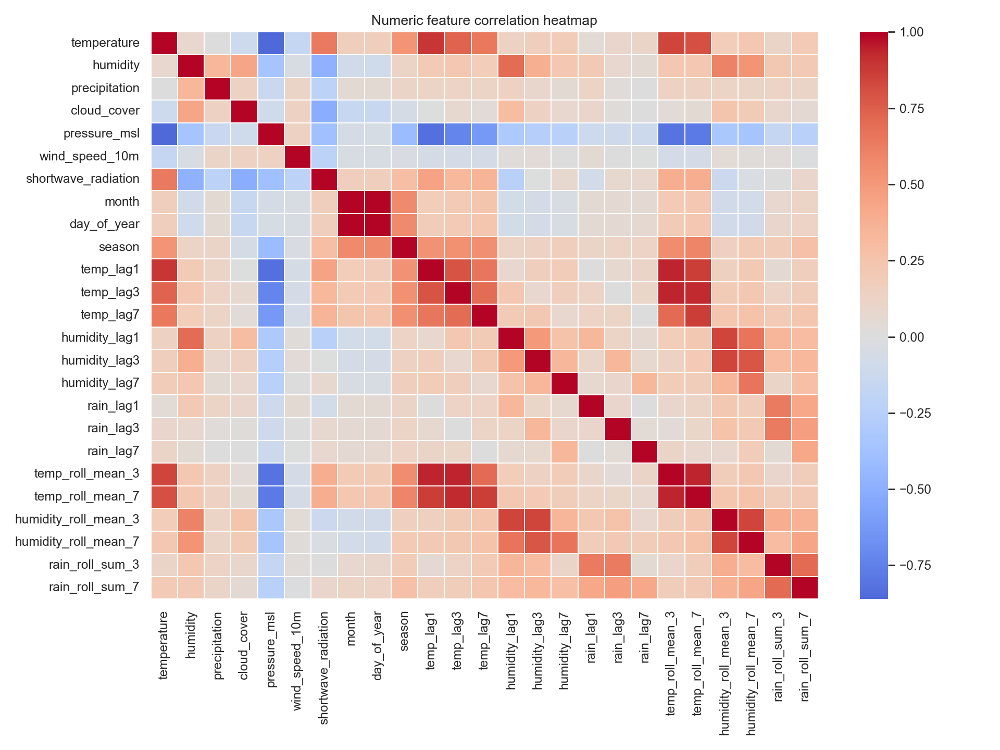 Numeric feature correlation heatmap
temperature
humidity
precipitation
cloud_cover
pressure_msl
wind_speed_10m
shortwave_radiation
month
day_of_year
season
temp_lag1
temp_lag3
temp_lag7
humidity_lag1
humidity_lag3
humidity_lag7
rain_lag1
rain_lag3
rain_lag7
temp_roll_mean_3
temp_roll_mean_7
humidity_roll_mean_3
humidity_roll_mean_7
rain_roll_sum_3
rain_roll_sum_7
temperature
humidity
precipitation
cloud_cover
pressure_msl
wind_speed_10m
shortwave_radiation
month
day_of_year
season
temp_lag1
temp_lag3
temp_lag7
humidity_lag1
humidity_lag3
humidity_lag7
rain_lag1
rain_lag3
rain_lag7
temp_roll_mean_3
temp_roll_mean_7
humidity_roll_mean_3
humidity_roll_mean_7
rain_roll_sum_3
rain_roll_sum_7
1.00
0.75
0.50
0.25
0.00
−0.25
−0.50
−0.75